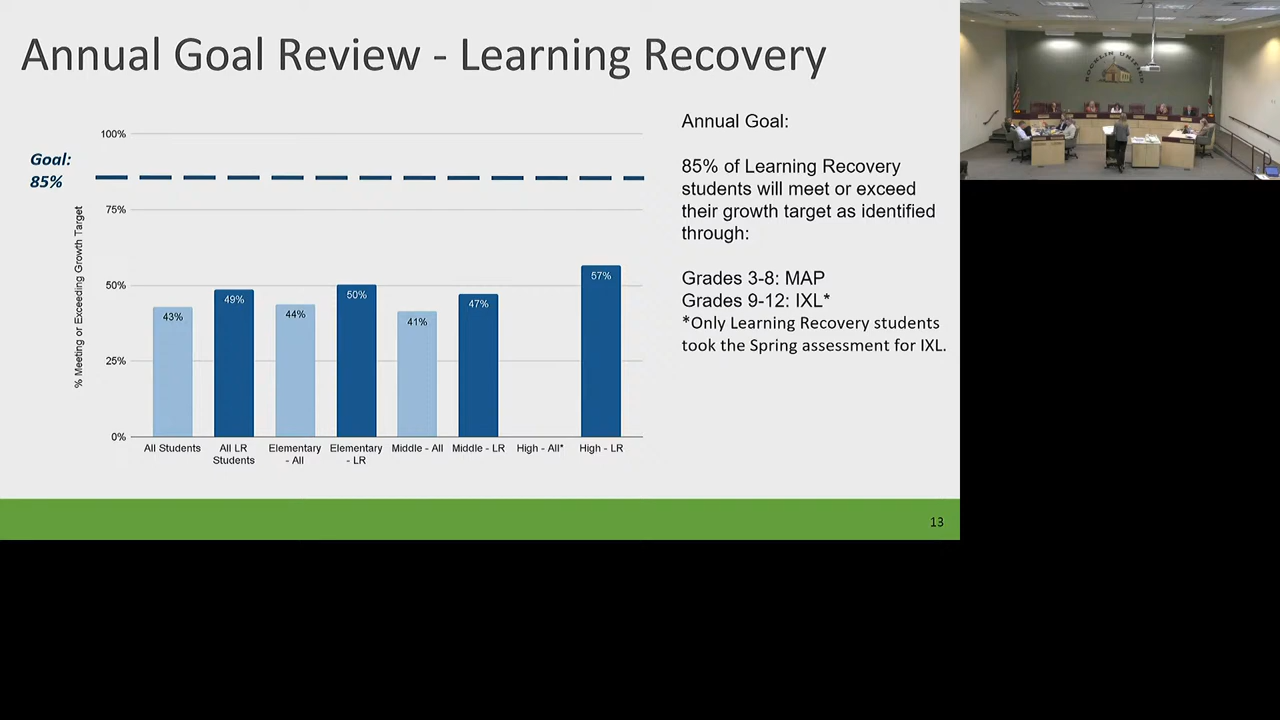 Annual Goal Review - Learning Recovery
Goal:
85%
100%
75%
50%
25%
0%
% Meeting or Exceeding Growth Target
43%
49%
44%
50%
41%
47%
57%
All Students
All LR
Students
Elementary
- All
Elementary
- LR
Middle - All
Middle - LR
High - All*
High - LR
Annual Goal:
85% of Learning Recovery
students will meet or exceed
their growth target as identified
through:
Grades 3-8: MAP
Grades 9-12: IXL*
*Only Learning Recovery students
took the Spring assessment for IXL.
13
ROCKLIN UNIFIED